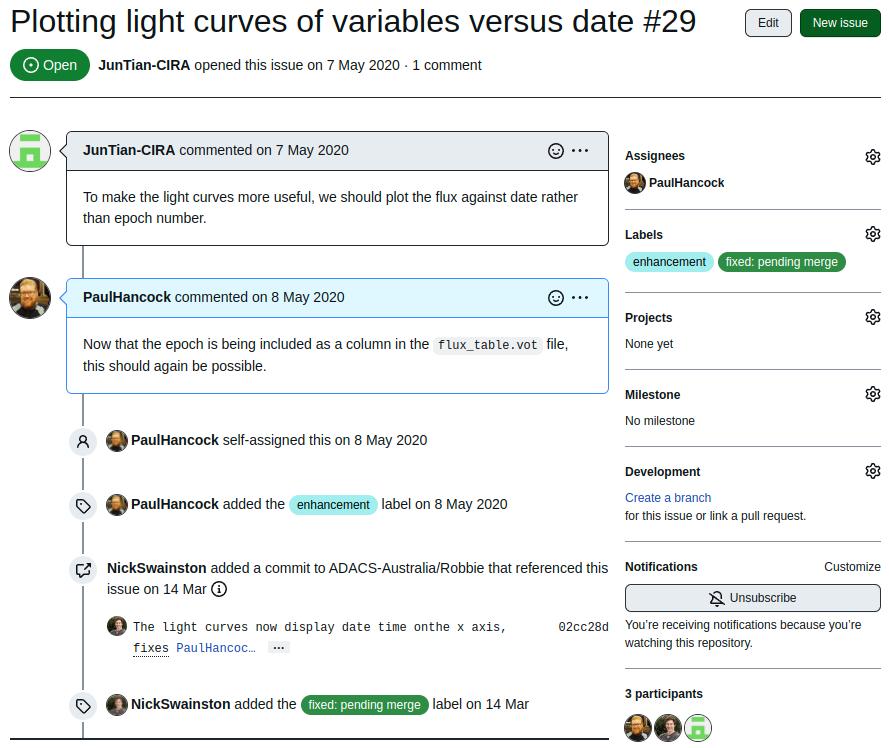 Plotting light curves of variables versus date #29
Edit
New issue
Open
JunTian-CIRA opened this issue on 7 May 2020 · 1 comment
JunTian-CIRA commented on 7 May 2020
To make the light curves more useful, we should plot the flux against date rather
than epoch number.
PaulHancock commented on 8 May 2020
Now that the epoch is being included as a column in the flux_table.vot file,
this should again be possible.
PaulHancock self-assigned this on 8 May 2020
PaulHancock added the enhancement label on 8 May 2020
NickSwainston added a commit to ADACS-Australia/Robbie that referenced this
issue on 14 Mar
The light curves now display date time onthe x axis, 02cc28d
fixes PaulHancoc… …
NickSwainston added the fixed: pending merge label on 14 Mar
Assignees
PaulHancock
Labels
enhancement fixed: pending merge
Projects
None yet
Milestone
No milestone
Development
Create a branch
for this issue or link a pull request.
Notifications Customize
Unsubscribe
You’re receiving notifications because you’re
watching this repository.
3 participants